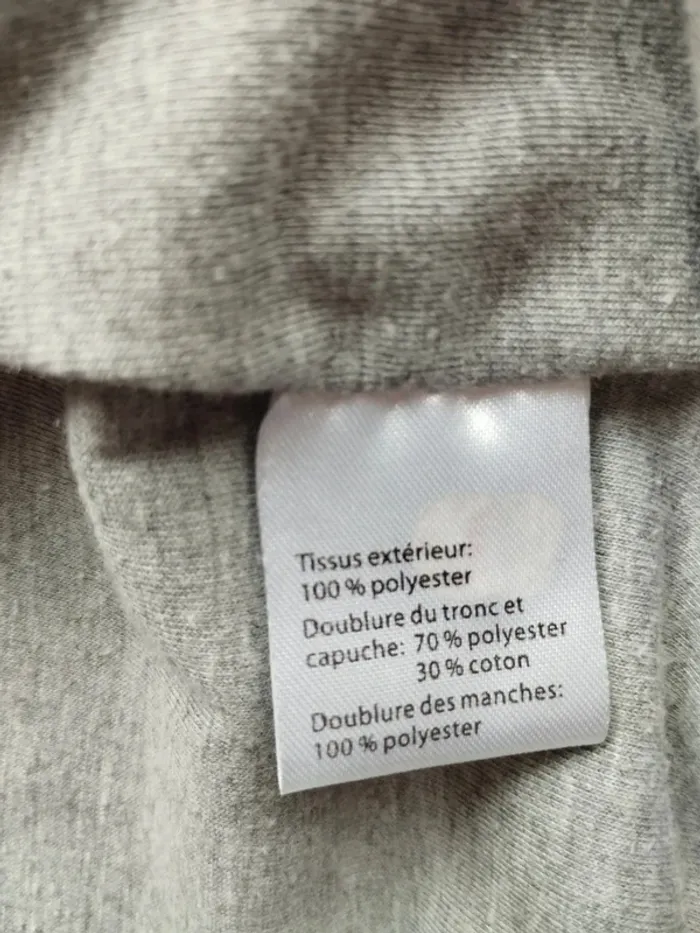 Tissus extérieur:
100 % polyester
Doublure du tronc et
capuche: 70 % polyester
30 % coton
Doublure des manches:
100 % polyester